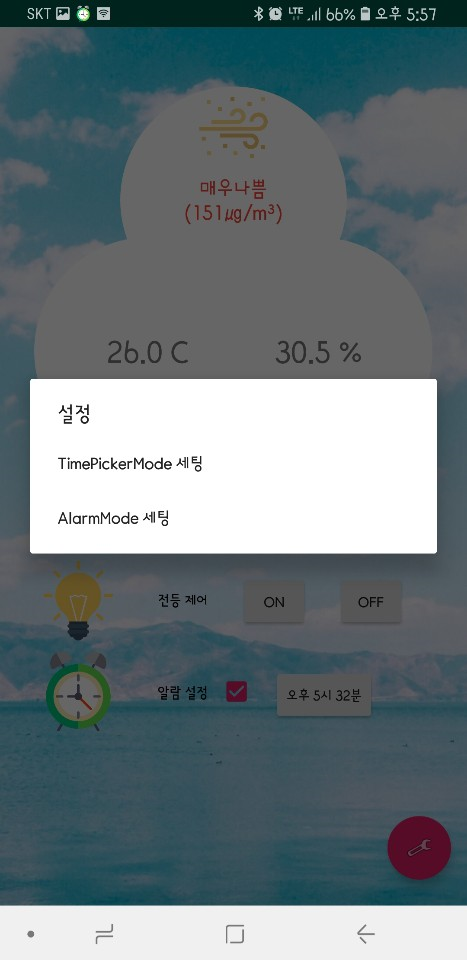 SKT LTE 66% 오후 5:57
매우나쁨
(151㎍/m³)
26.0 C 30.5 %
설정
TimePickerMode 세팅
AlarmMode 세팅
전등 제어 ON OFF
알람 설정 오후 5시 32분